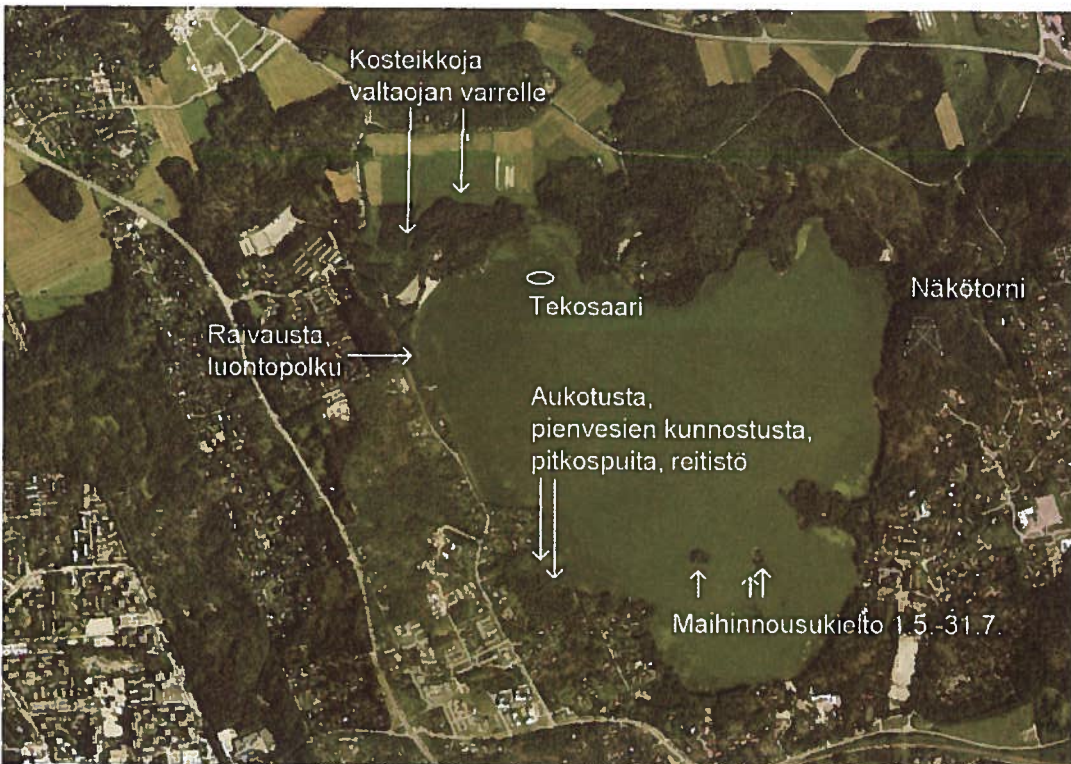 Kosteikkoja
valtaojan varrelle
Tekosaari
Näkötorni
Raivausta,
luontopolku
Aukotusta,
pienvesien kunnostusta,
pitkospuita, reitistö
Maihinnousukielto 1.5.-31.7.